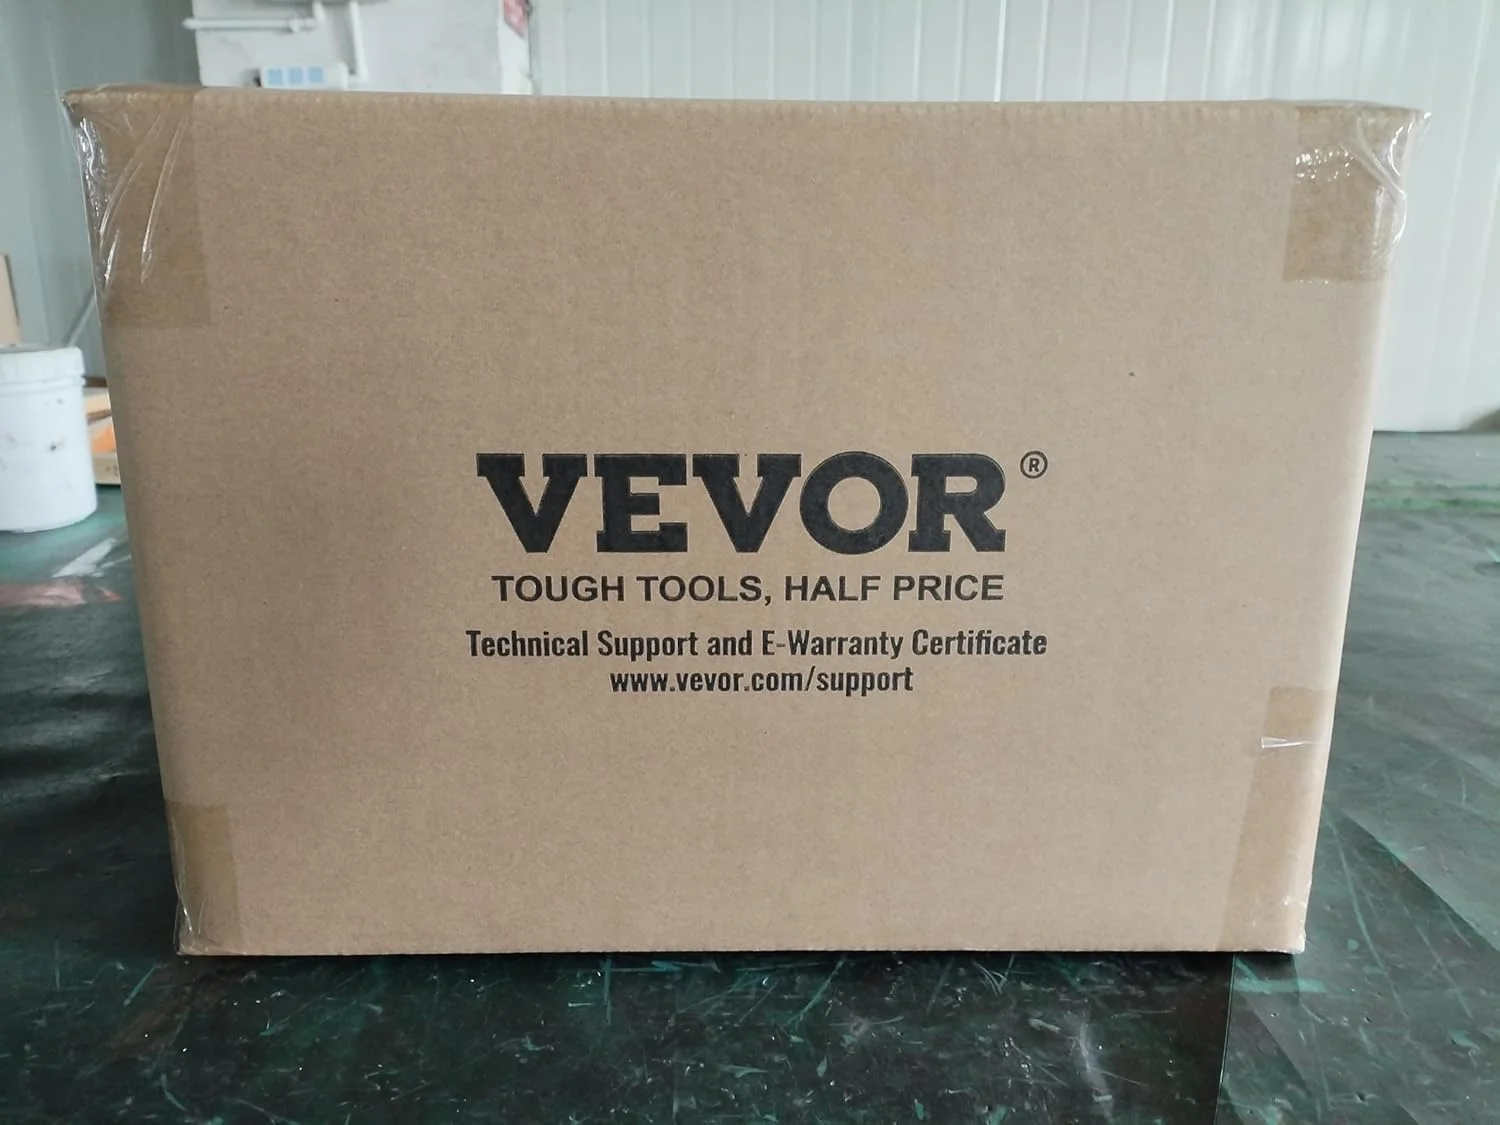 VEVOR®
TOUGH TOOLS, HALF PRICE
Technical Support and E-Warranty Certificate
www.vevor.com/support